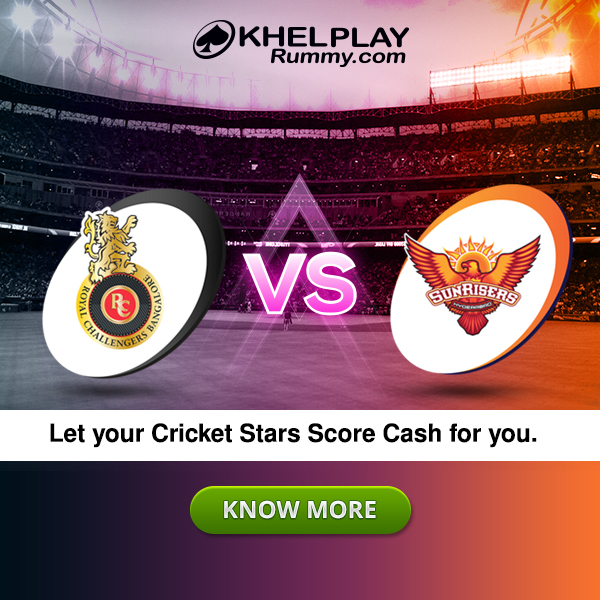 KHELPLAY
Rummy.com
RC
ROYAL CHALLENGERS BANGALORE
VS
SUNRISERS
HYDERABAD
Let your Cricket Stars Score Cash for you.
KNOW MORE